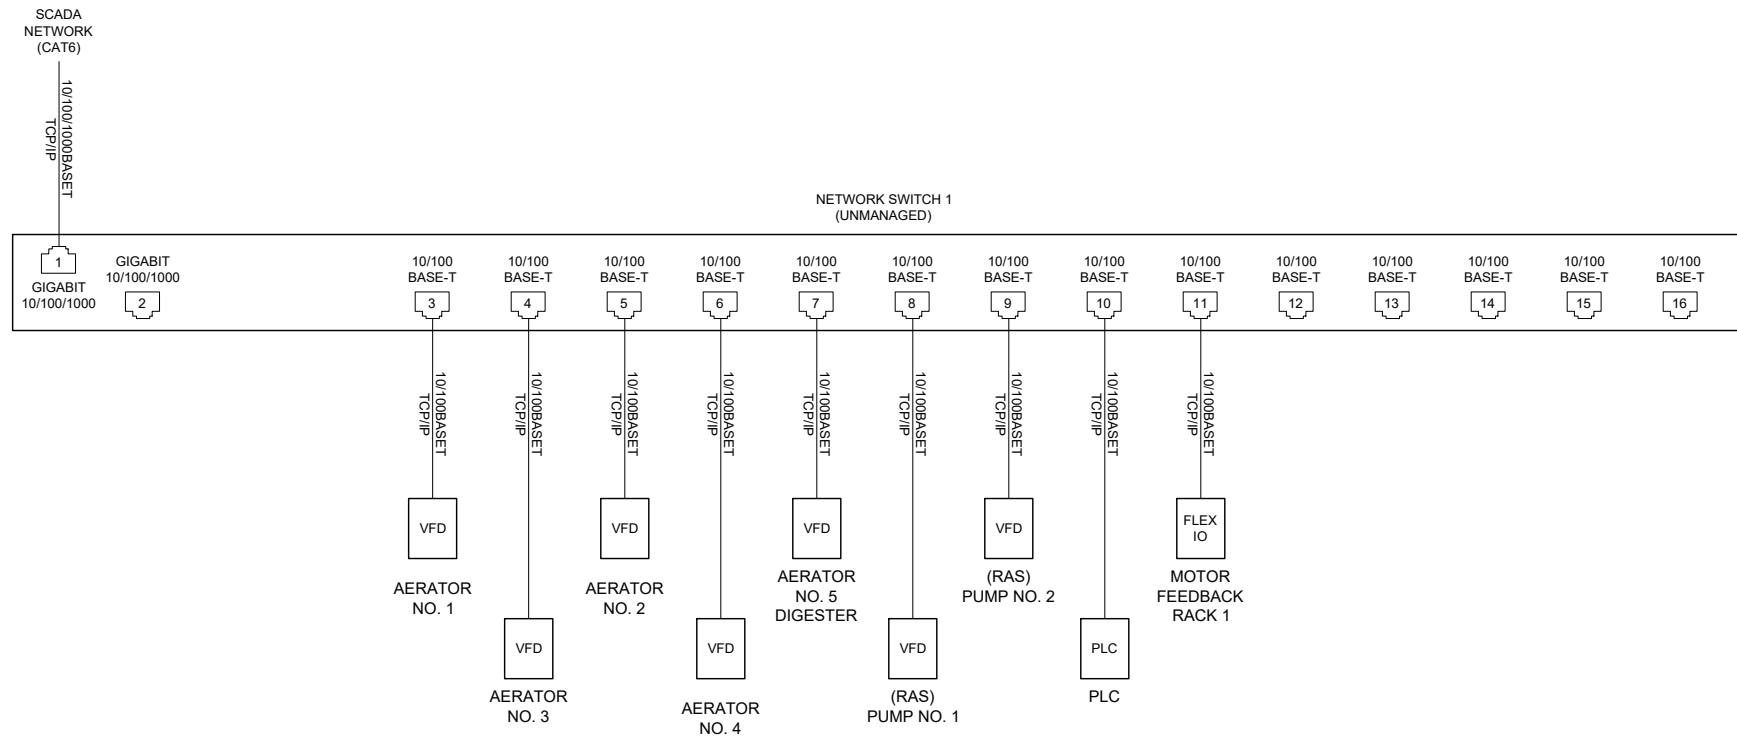 SCADA
NETWORK
(CAT6)
10/100/1000BASET
TCP/IP
NETWORK SWITCH 1
(UNMANAGED)
1
GIGABIT
10/100/1000
GIGABIT
10/100/1000
2
10/100
BASE-T
3
10/100
BASE-T
4
10/100
BASE-T
5
10/100
BASE-T
6
10/100
BASE-T
7
10/100
BASE-T
8
10/100
BASE-T
9
10/100
BASE-T
10
10/100
BASE-T
11
10/100
BASE-T
12
10/100
BASE-T
13
10/100
BASE-T
14
10/100
BASE-T
15
10/100
BASE-T
16
10/100BASET
TCP/IP
10/100BASET
TCP/IP
10/100BASET
TCP/IP
10/100BASET
TCP/IP
10/100BASET
TCP/IP
10/100BASET
TCP/IP
10/100BASET
TCP/IP
10/100BASET
TCP/IP
10/100BASET
TCP/IP
VFD
AERATOR
NO. 1
VFD
AERATOR
NO. 3
VFD
AERATOR
NO. 2
VFD
AERATOR
NO. 4
VFD
AERATOR
NO. 5
DIGESTER
VFD
(RAS)
PUMP NO. 1
VFD
(RAS)
PUMP NO. 2
PLC
PLC
FLEX
IO
MOTOR
FEEDBACK
RACK 1